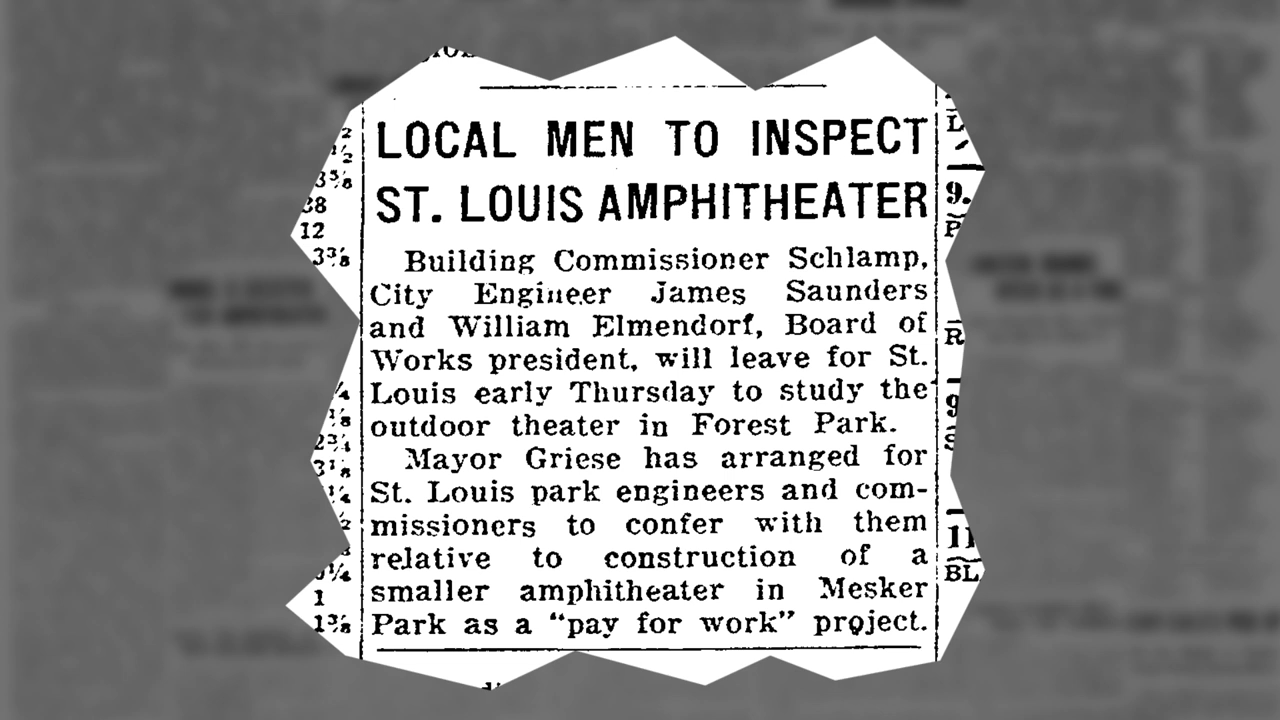 LOCAL MEN TO INSPECT
ST. LOUIS AMPHITHEATER
Building Commissioner Schlamp,
City Engineer James Saunders
and William Elmendorf, Board of
Works president, will leave for St.
Louis early Thursday to study the
outdoor theater in Forest Park.
Mayor Griese has arranged for
St. Louis park engineers and com-
missioners to confer with them
relative to construction of a
smaller amphitheater in Mesker
Park as a "pay for work" project.